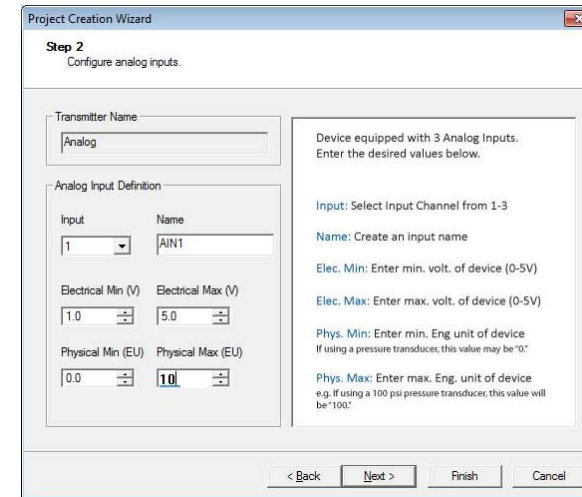 Project Creation Wizard
Step 2
Configure analog inputs.
Transmitter Name
Analog
Analog Input Definition
Input Name
1 AIN1
Electrical Min (V) Electrical Max (V)
1.0 5.0
Physical Min (EU) Physical Max (EU)
0.0 10
Device equipped with 3 Analog Inputs.
Enter the desired values below.
Input: Select Input Channel from 1-3
Name: Create an input name
Elec. Min: Enter min. volt. of device (0-5V)
Elec. Max: Enter max. volt. of device (0-5V)
Phys. Min: Enter min. Eng unit of device
If using a pressure transducer, this value may be "0."
Phys. Max: Enter max. Eng. unit of device
e.g. If using a 100 psi pressure transducer, this value will
be "100."
< Back Next > Finish Cancel